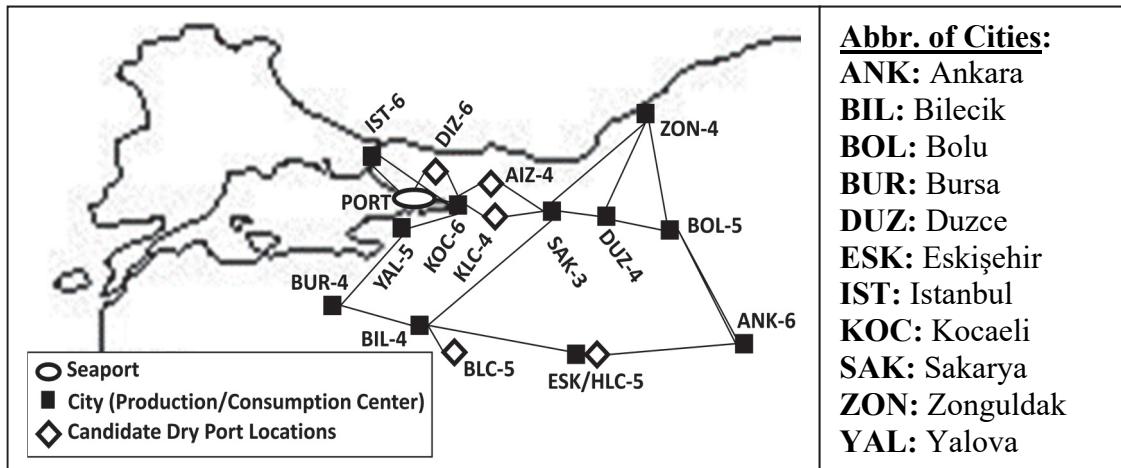 IST-6
DIZ-6
ZON-4
AIZ-4
PORT
KOC-6
KLC-4
YAL-5
SAK-3
DUZ-4
BOL-5
BUR-4
BIL-4
BLC-5
ESK/HLC-5
ANK-6
Seaport
City (Production/Consumption Center)
Candidate Dry Port Locations
Abbr. of Cities:
ANK: Ankara
BIL: Bilecik
BOL: Bolu
BUR: Bursa
DUZ: Duzce
ESK: Eskişehir
IST: Istanbul
KOC: Kocaeli
SAK: Sakarya
ZON: Zonguldak
YAL: Yalova